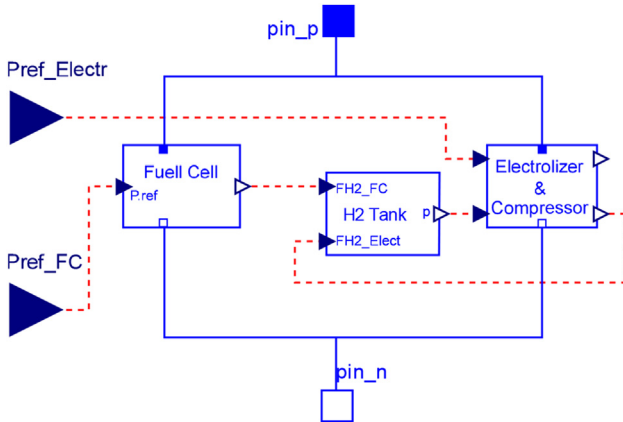 pin_p
Pref_Electr
Fuell Cell
P.ref
FH2_FC
H2 Tank
p
FH2_Elect
Electrolizer
&
Compressor
Pref_FC
pin_n